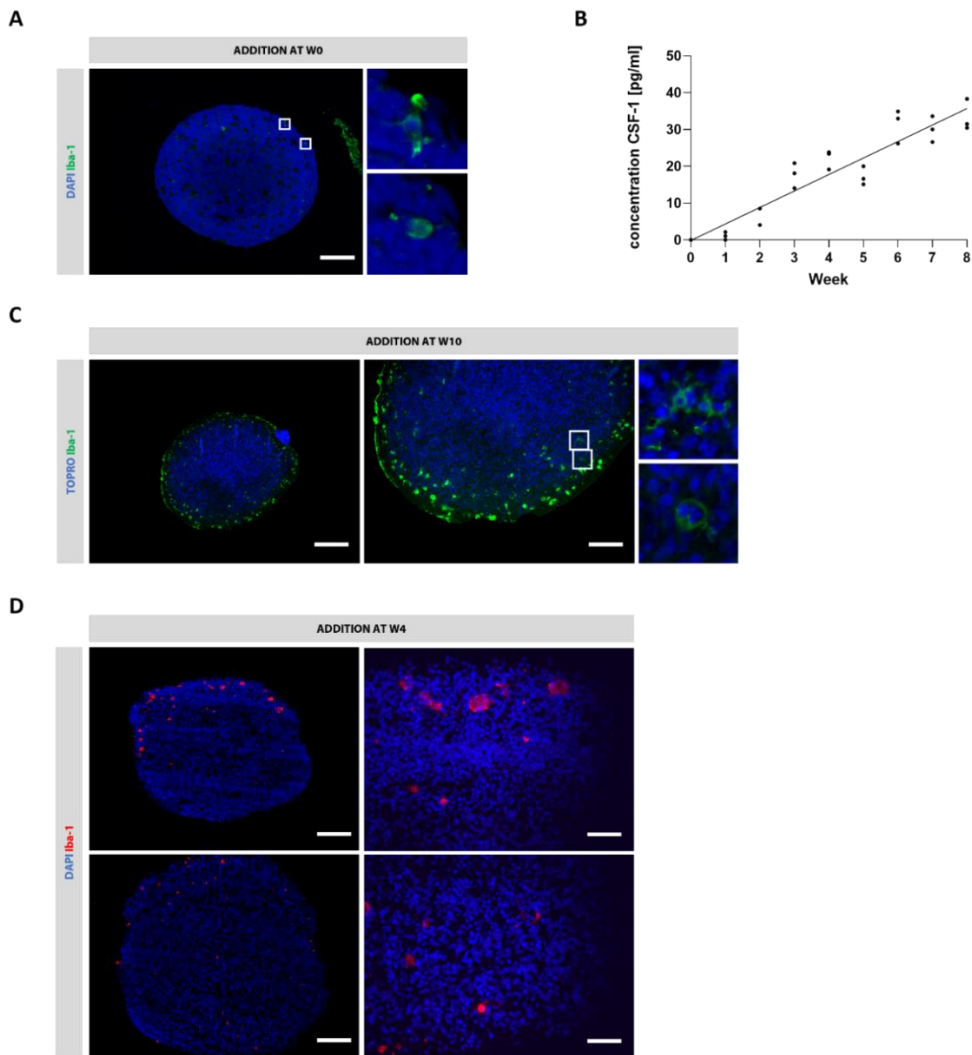 A
ADDITION AT W0
DAPI Iba-1
B
concentration CSF-1 [pg/ml]
50
40
30
20
10
0
0 1 2 3 4 5 6 7 8
Week
C
ADDITION AT W10
TOPRO Iba-1
D
ADDITION AT W4
DAPI Iba-1